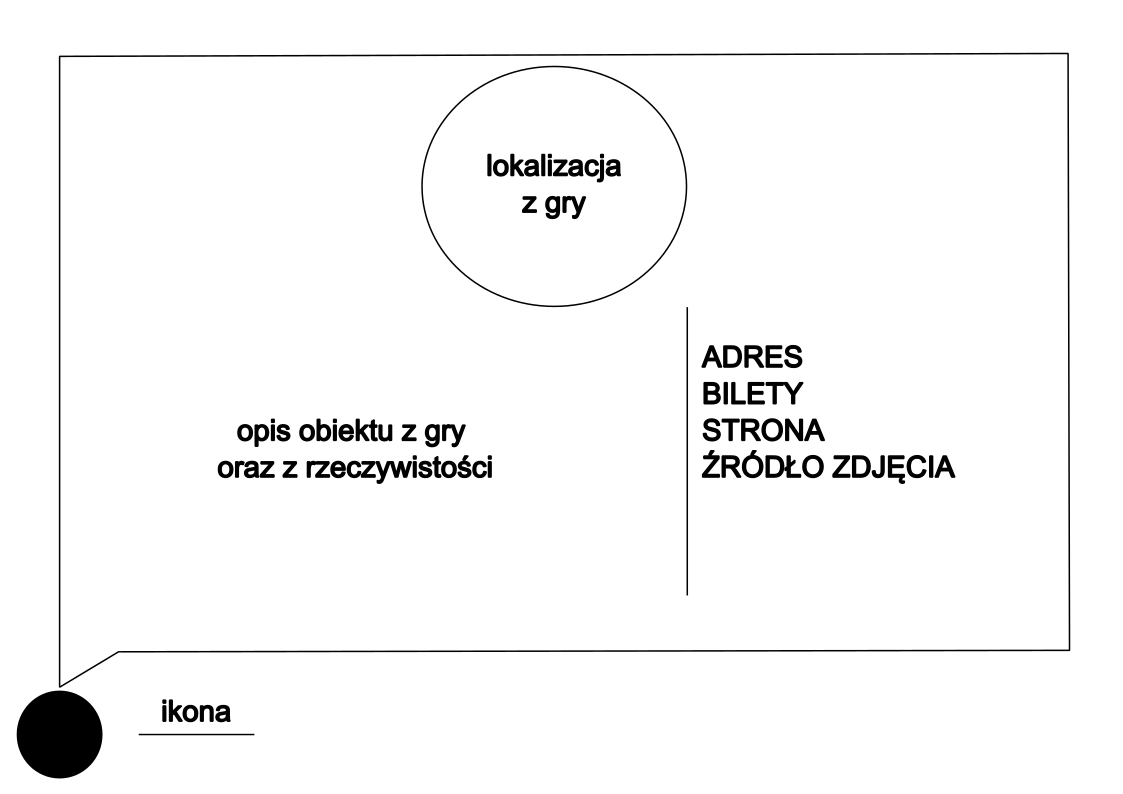 lokalizacja
z gry
opis obiektu z gry
oraz z rzeczywistości
ADRES
BILETY
STRONA
ŹRÓDŁO ZDJĘCIA
ikona